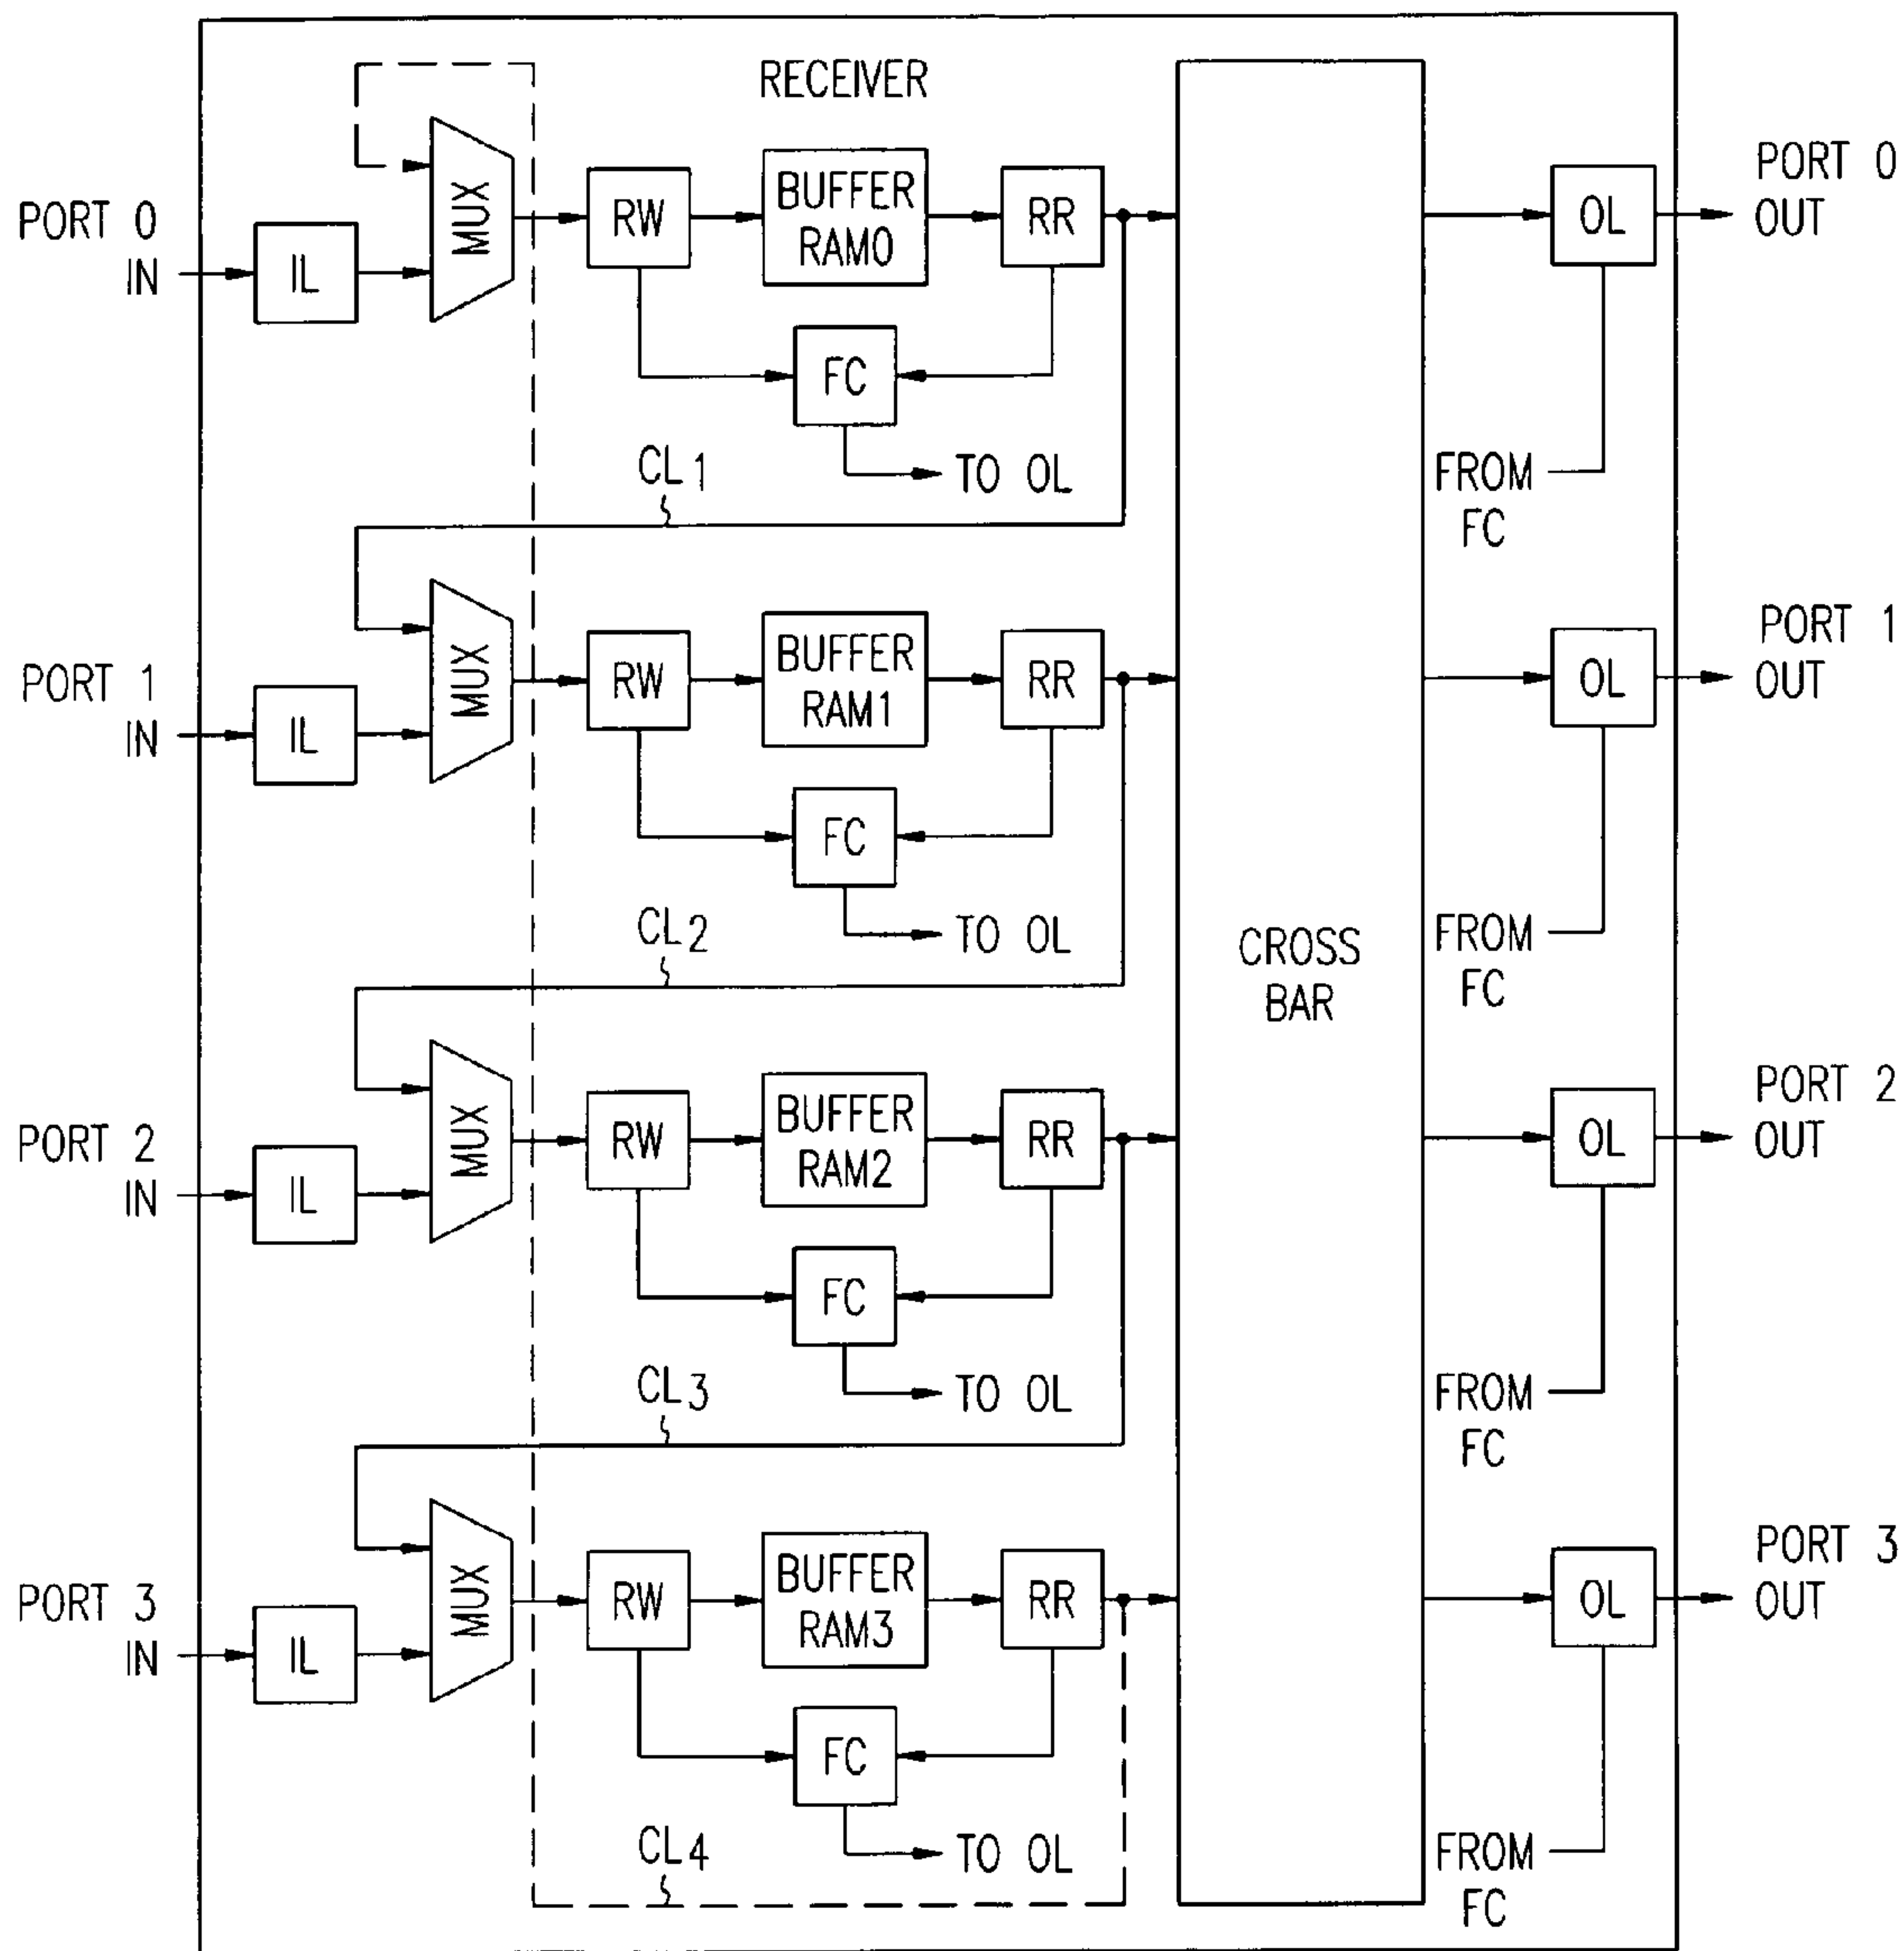 RECEIVER
PORT 0
IN
IL
MUX
RW
BUFFER
RAM0
RR
FC
TO OL
CL1
OL
PORT 0
OUT
FROM
FC
PORT 1
IN
IL
MUX
RW
BUFFER
RAM1
RR
FC
TO OL
CL2
OL
PORT 1
OUT
FROM
FC
CROSS
BAR
PORT 2
IN
IL
MUX
RW
BUFFER
RAM2
RR
FC
TO OL
CL3
OL
PORT 2
OUT
FROM
FC
PORT 3
IN
IL
MUX
RW
BUFFER
RAM3
RR
FC
TO OL
CL4
OL
PORT 3
OUT
FROM
FC